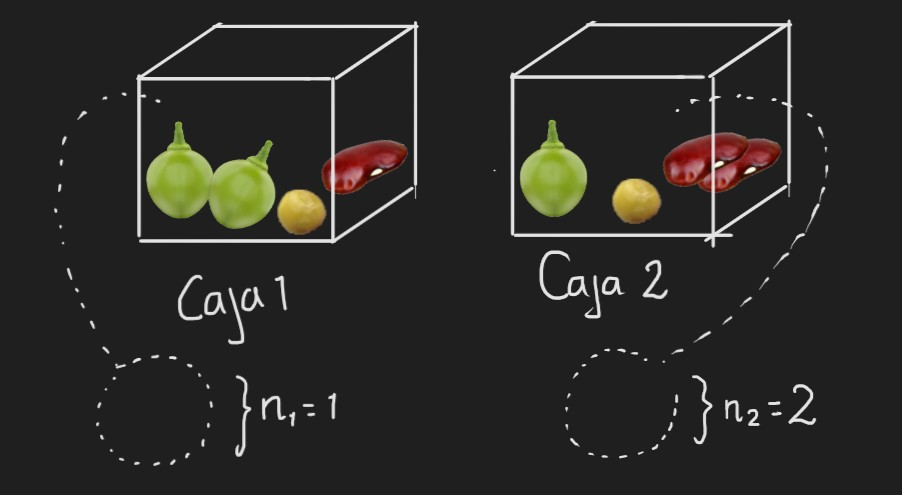 Caja 1
Caja 2
} n₁ = 1
} n₂ = 2